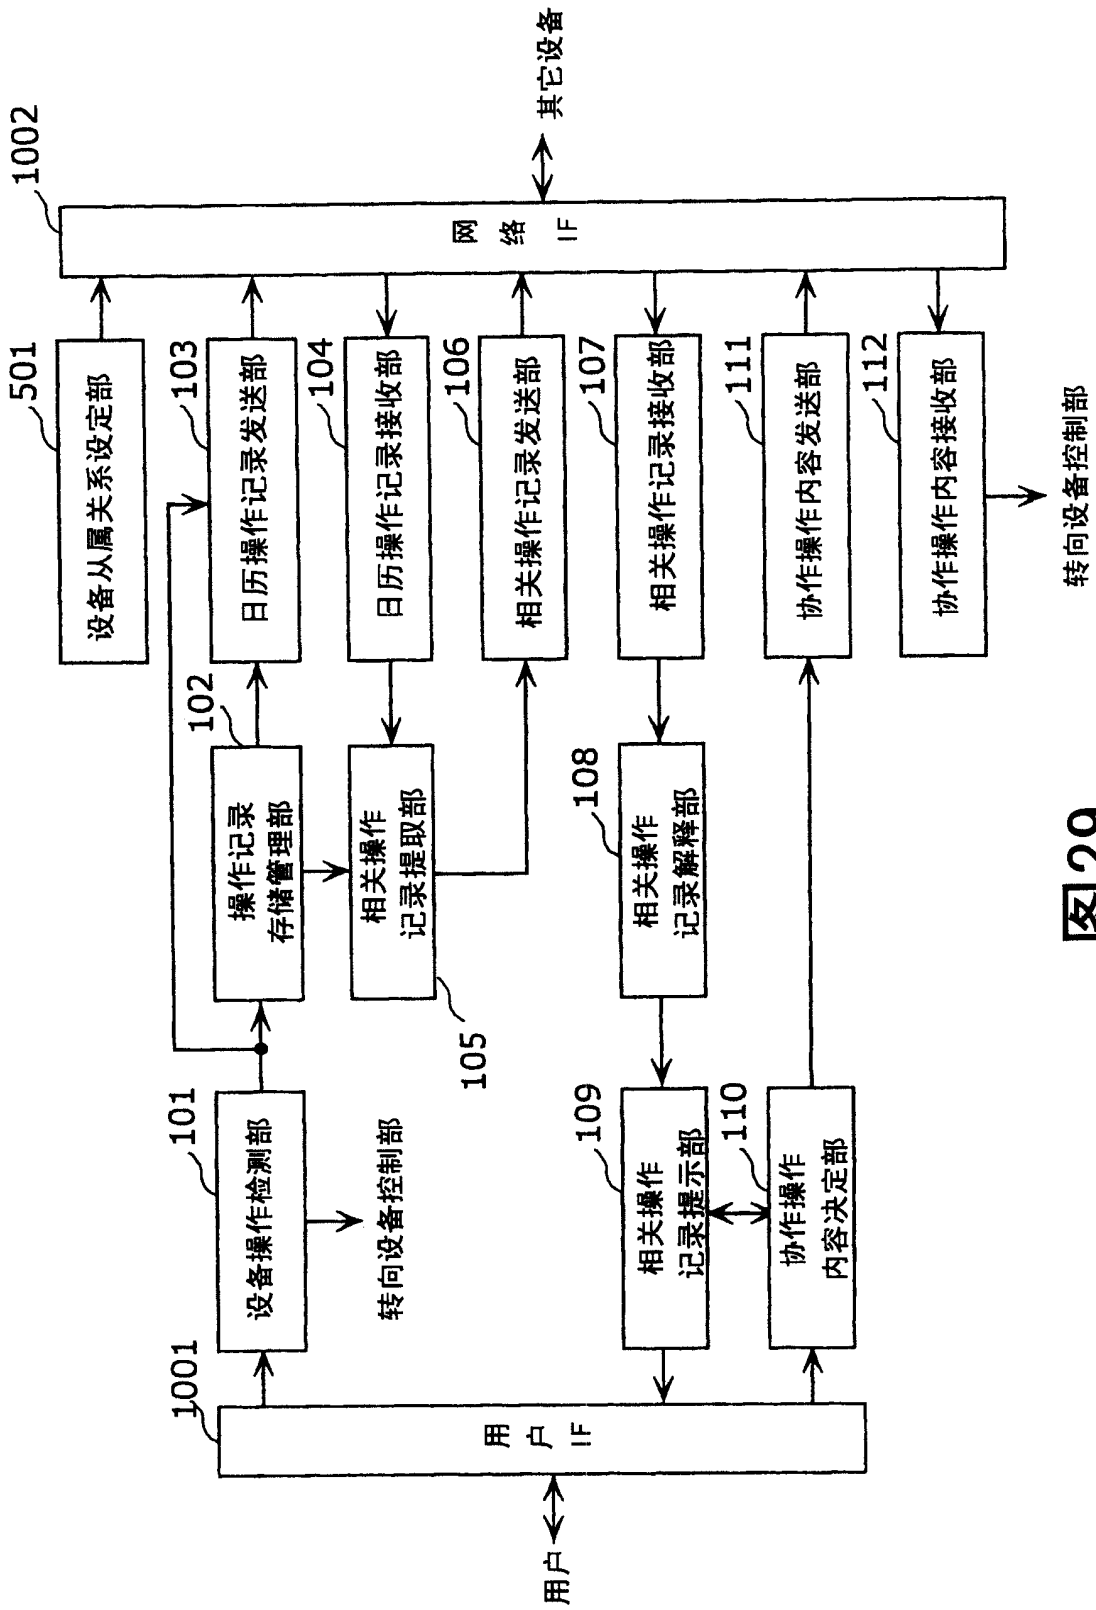 1002
其它设备
网络 IF
501
设备从属关系设定部
103
日历操作记录发送部
104
日历操作记录接收部
106
相关操作记录发送部
107
相关操作记录接收部
111
协作操作内容发送部
112
协作操作内容接收部
转向设备控制部
102
操作记录
存储管理部
105
相关操作
记录提取部
108
相关操作
记录解释部
101
设备操作检测部
转向设备控制部
109
相关操作
记录提示部
110
协作操作
内容决定部
1001
用户 IF
用户
图29